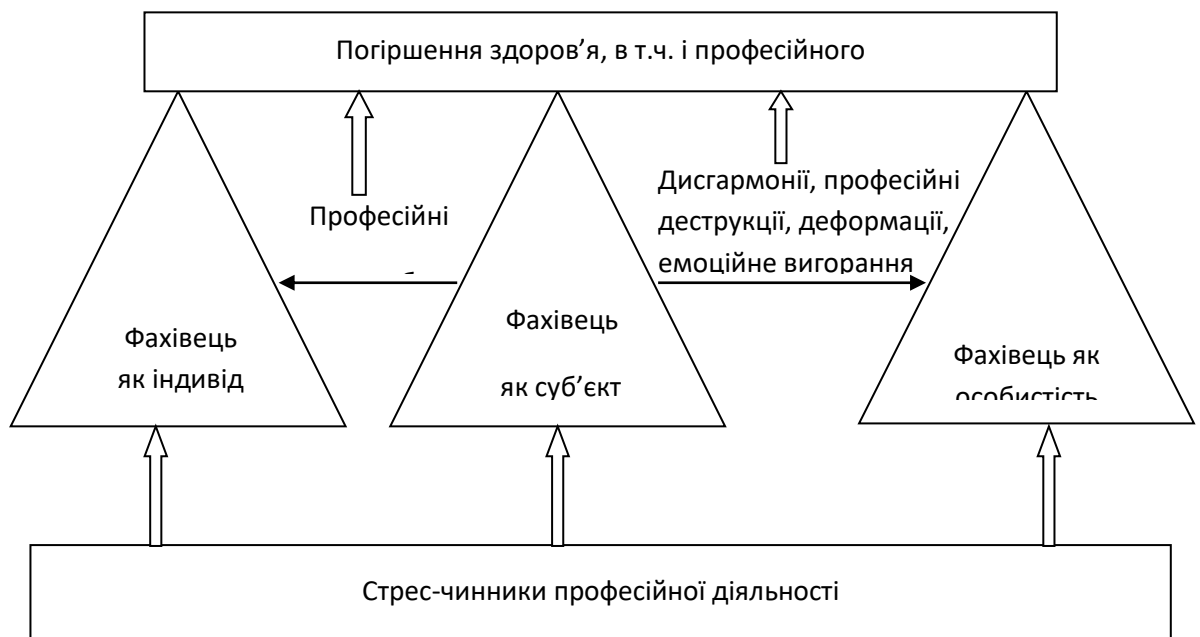 Погіршення здоров’я, в т.ч. і професійного
Професійні
Дисгармонії, професійні
деструкції, деформації,
емоційне вигорання
Фахівець
як індивід
Фахівець
як суб’єкт
Фахівець як
особистість
Стрес-чинники професійної діяльності